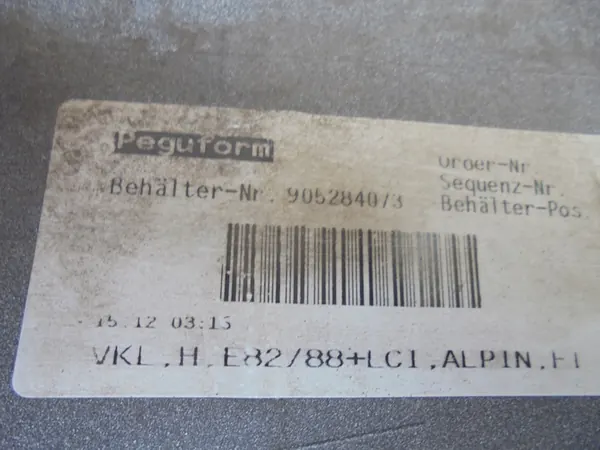 Peguform
Order-Nr
Sequenz-Nr.
Behälter-Nr. 905284073
Behälter-Pos.
15.12 03:15
VKL,H,E82/88+LCI,ALPIN,